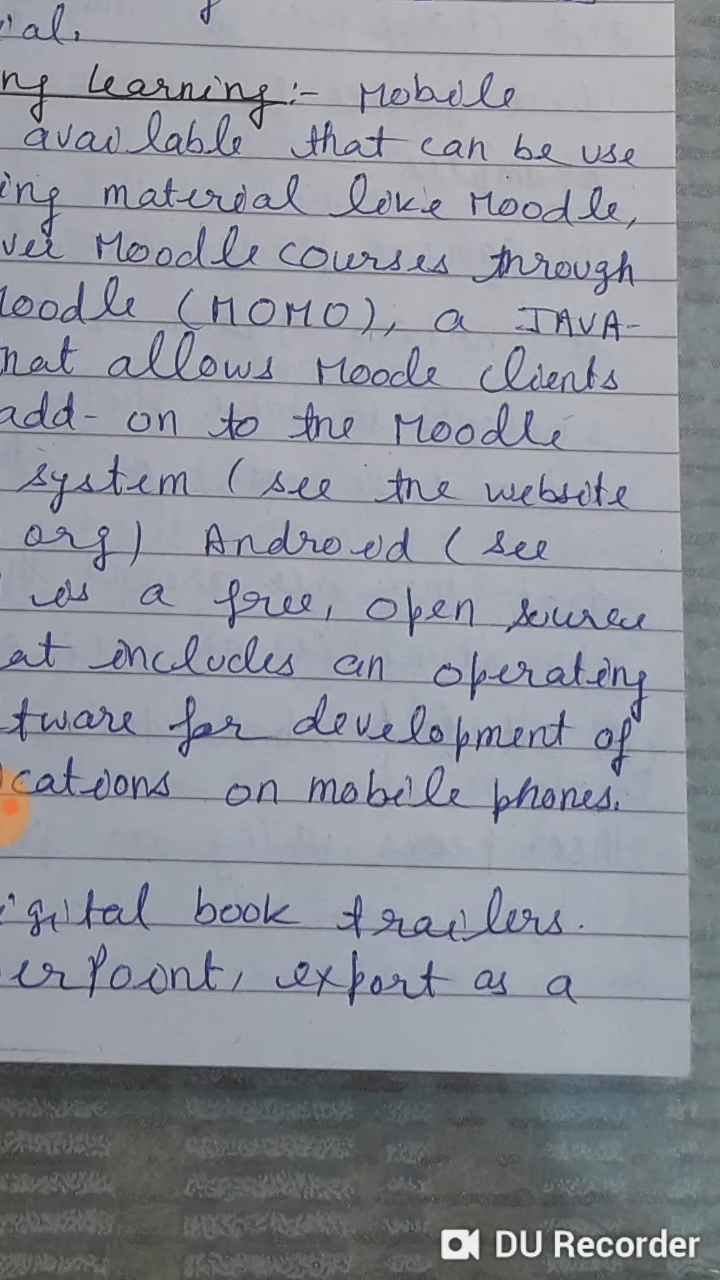 ial.
ng learning:- Mobile
available that can be use
ing material like Moodle,
ver Moodle courses through
Moodle (MOMO), a JAVA-
hat allows Moode clients
add-on to the Moodle
system (see the website
org) Android (see
is a free, open source
at includes an operating
tware for development of
cations on mobile phones.
igital book trailers.
erPoint, export as a
DU Recorder